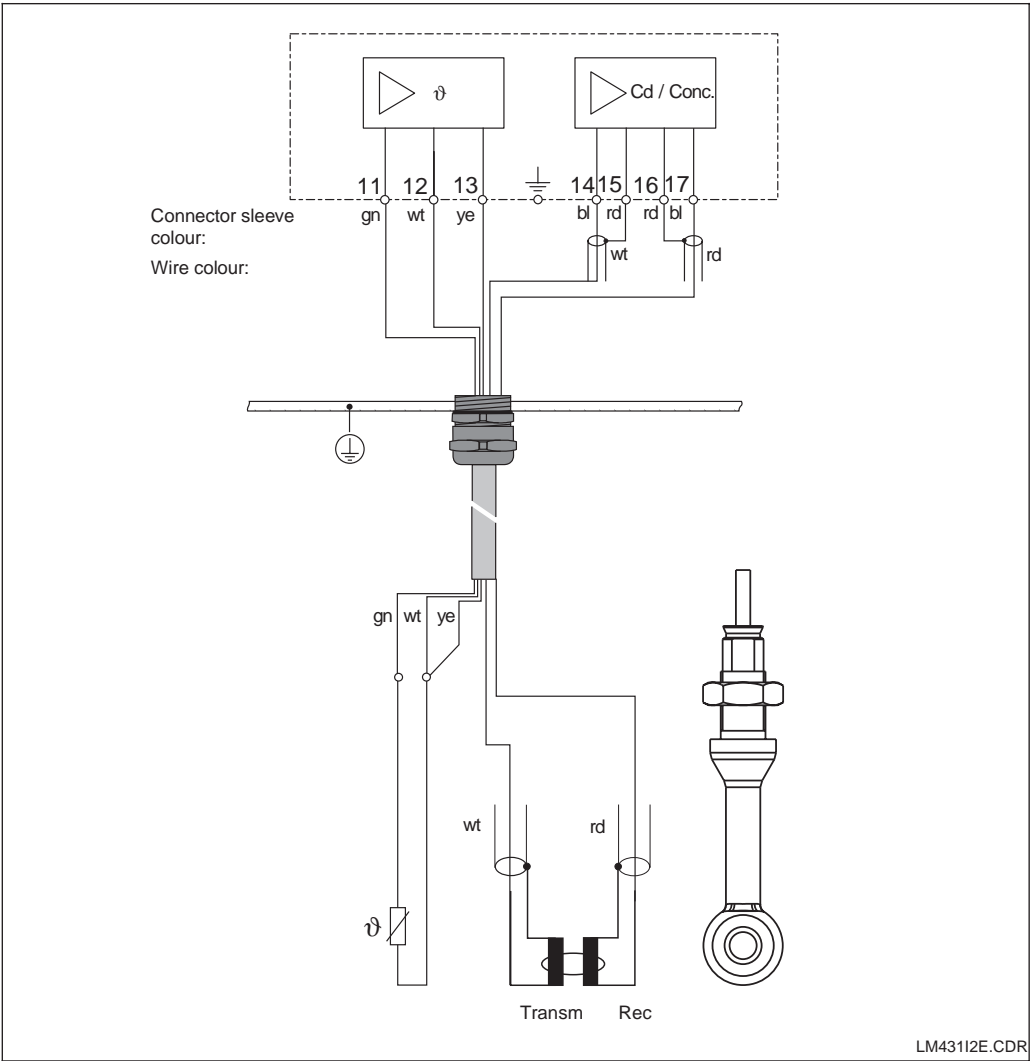 ϑ
Cd / Conc.
11 12 13 14 15 16 17
gn wt ye bl rd rd bl
Connector sleeve
colour:
wt rd
Wire colour:
gn wt ye
wt rd
ϑ
Transm Rec
LM431I2E.CDR